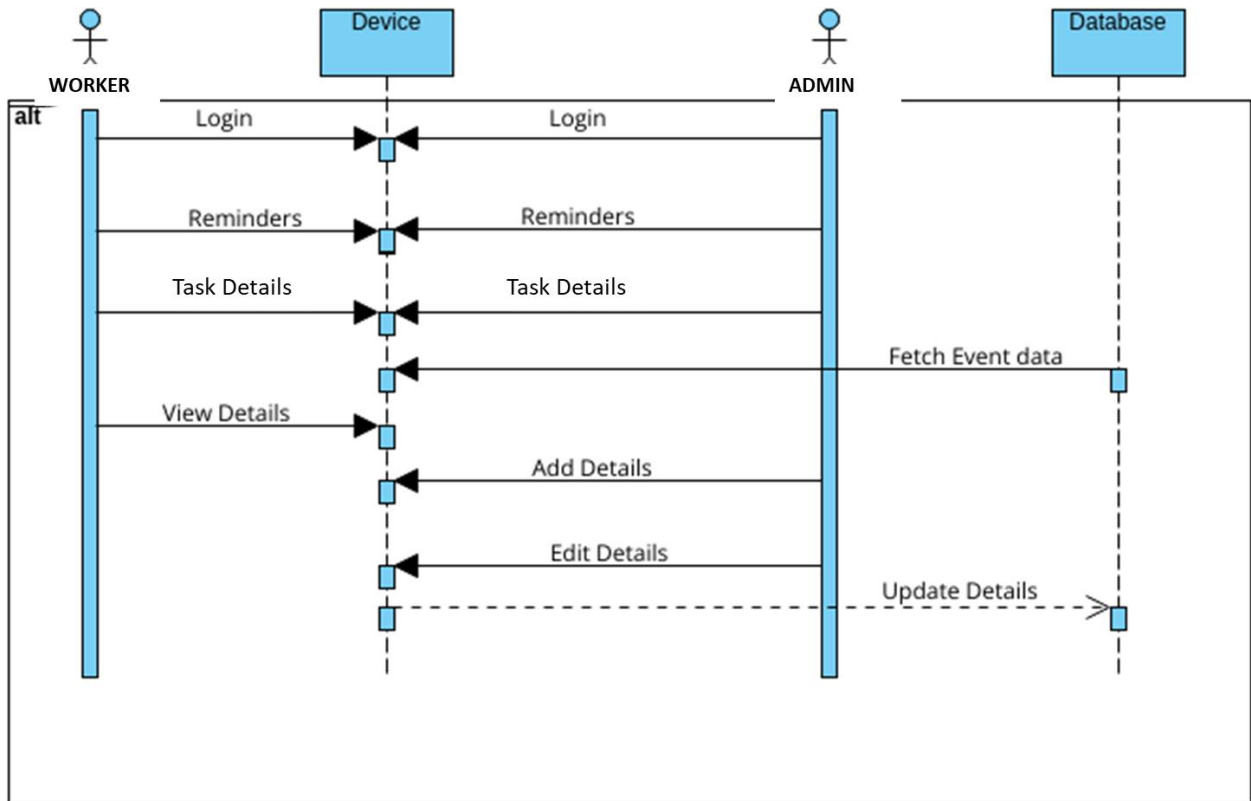 Device
Database
WORKER
ADMIN
alt
Login
Login
Reminders
Reminders
Task Details
Task Details
Fetch Event data
View Details
Add Details
Edit Details
Update Details